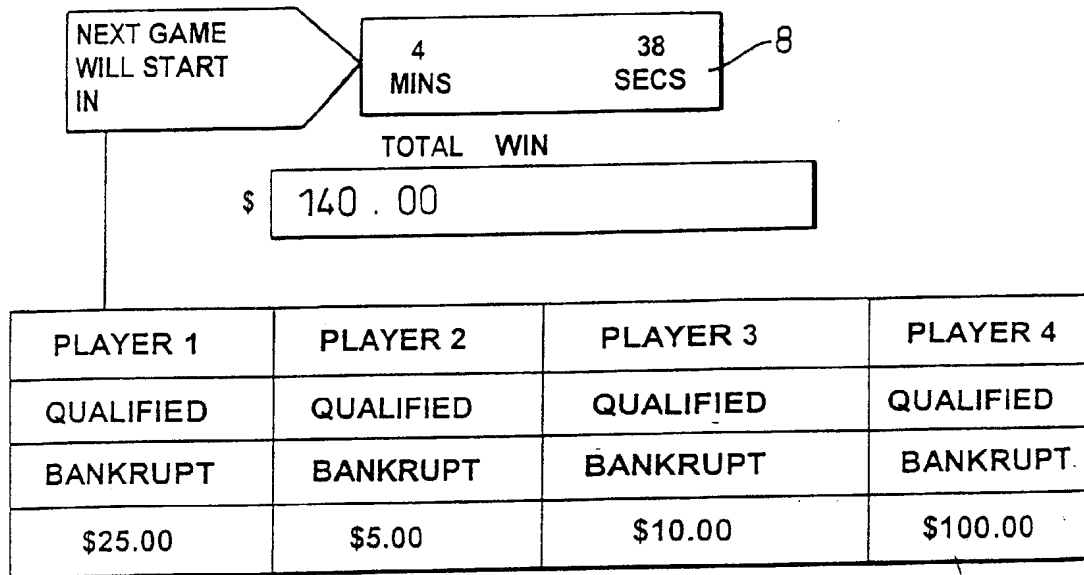 NEXT GAME
WILL START
IN
4 38
MINS SECS
8
TOTAL WIN
$ 140.00
PLAYER 1 PLAYER 2 PLAYER 3 PLAYER 4
QUALIFIED QUALIFIED QUALIFIED QUALIFIED
BANKRUPT BANKRUPT BANKRUPT BANKRUPT
$25.00 $5.00 $10.00 $100.00